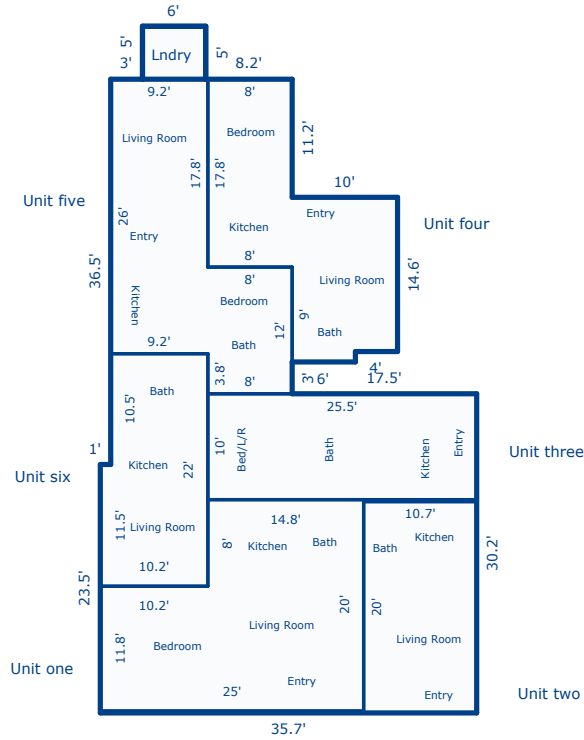 6'
5'
Lndry
5'
3'
8.2'
9.2'
8'
Bedroom
Living Room
11.2'
17.8'
17.8'
10'
Unit five
26'
Entry
Unit four
Kitchen
Entry
8'
36.5'
8'
Living Room
14.6'
Bedroom
Kitchen
9'
12'
Bath
Bath
9.2'
4'
3.8'
8'
3'
6'
17.5'
Bath
25.5'
10.5'
1'
10'
Bed/L/R
Bath
Kitchen
Entry
Unit three
Kitchen
22'
Unit six
10.7'
14.8'
11.5'
Living Room
Kitchen
Bath
8'
Kitchen
Bath
30.2'
10.2'
23.5'
10.2'
20'
20'
Living Room
11.8'
Bedroom
Living Room
Unit one
Entry
25'
Entry
Unit two
35.7'